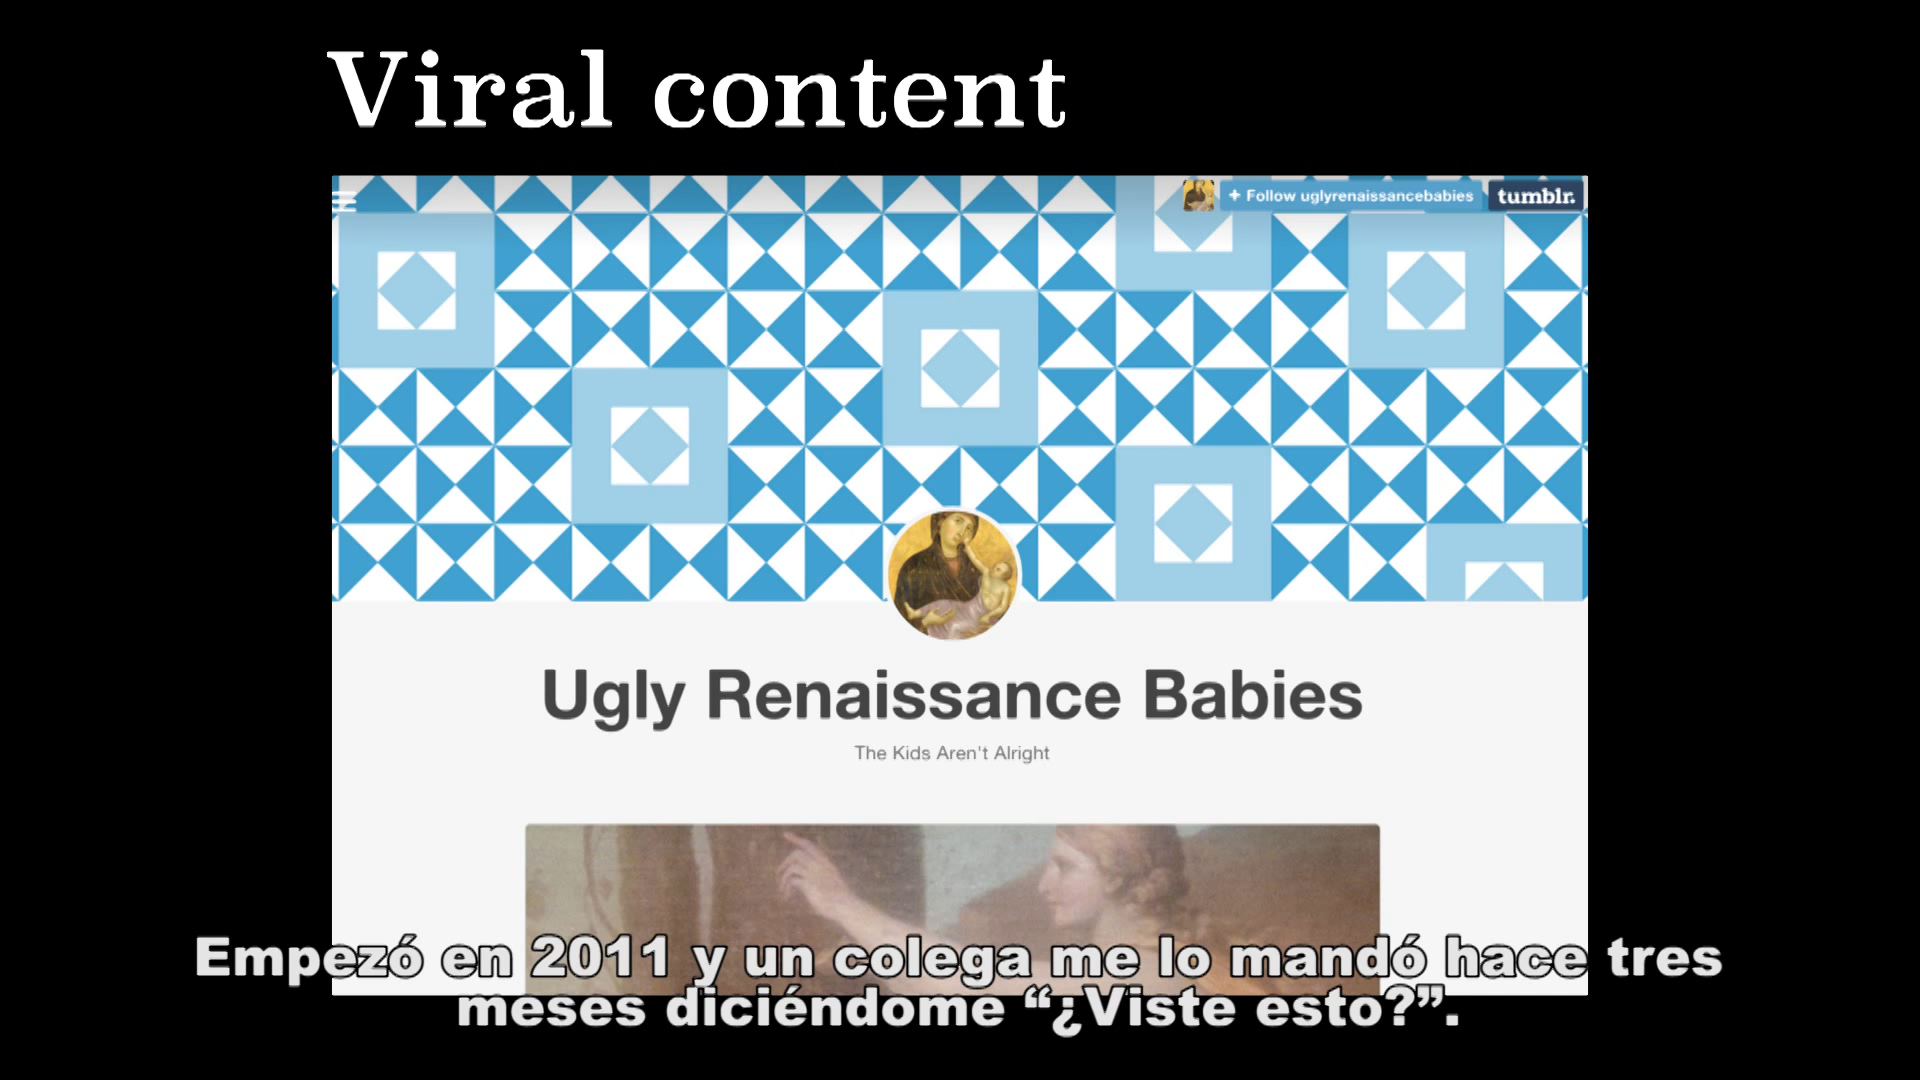 Viral content
+ Follow uglyrenaissancebabies
tumblr.
Ugly Renaissance Babies
The Kids Aren't Alright
Empezó en 2011 y un colega me lo mandó hace tres
meses diciéndome “¿Viste esto?”.